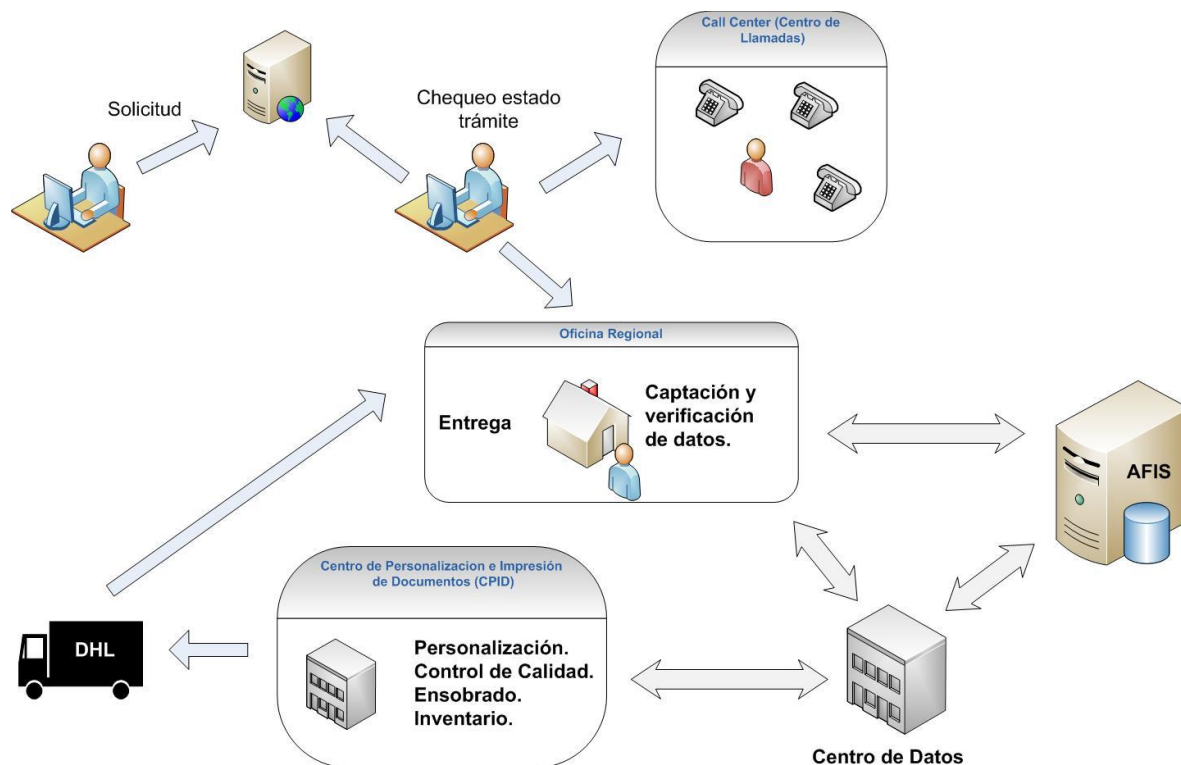 Call Center (Centro de
Llamadas)
Solicitud
Chequeo estado
trámite
Oficina Regional
Entrega
Captación y
verificación
de datos.
AFIS
Centro de Personalizacion e Impresión
de Documentos (CPID)
DHL
Personalización.
Control de Calidad.
Ensobrado.
Inventario.
Centro de Datos